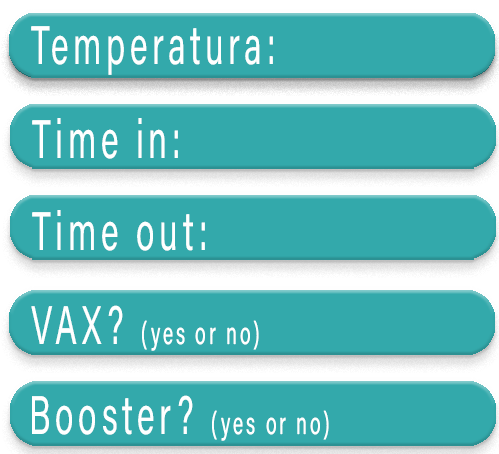 Temperatura:
Time in:
Time out:
VAX? (yes or no)
Booster? (yes or no)